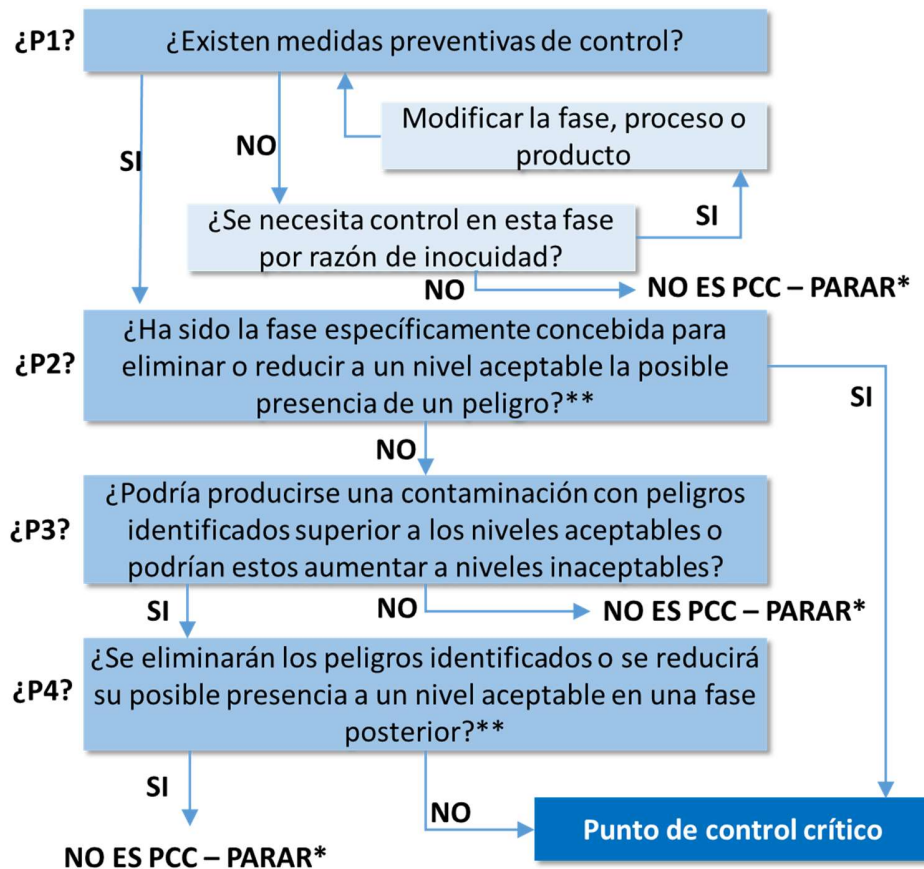 ¿P1?
¿Existen medidas preventivas de control?
SI
NO
Modificar la fase, proceso o
producto
¿Se necesita control en esta fase
por razón de inocuidad?
SI
NO
NO ES PCC – PARAR*
¿P2?
¿Ha sido la fase específicamente concebida para
eliminar o reducir a un nivel aceptable la posible
presencia de un peligro?**
SI
NO
¿P3?
¿Podría producirse una contaminación con peligros
identificados superior a los niveles aceptables o
podrían estos aumentar a niveles inaceptables?
SI
NO
NO ES PCC – PARAR*
¿P4?
¿Se eliminarán los peligros identificados o se reducirá
su posible presencia a un nivel aceptable en una fase
posterior?**
SI
NO
Punto de control crítico
NO ES PCC – PARAR*